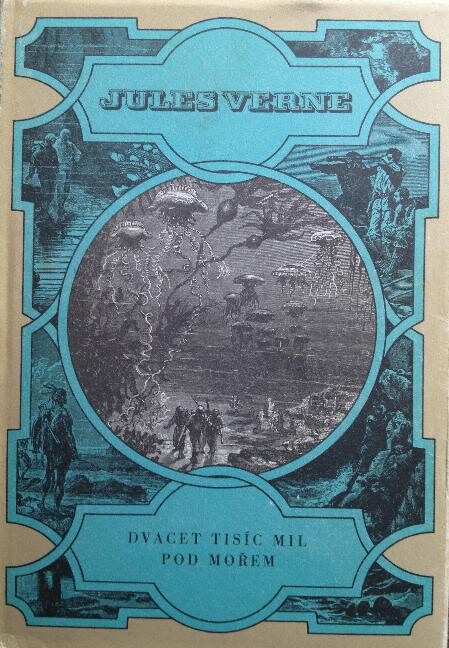 JULES VERNE
DVACET TISÍC MIL
POD MOŘEM